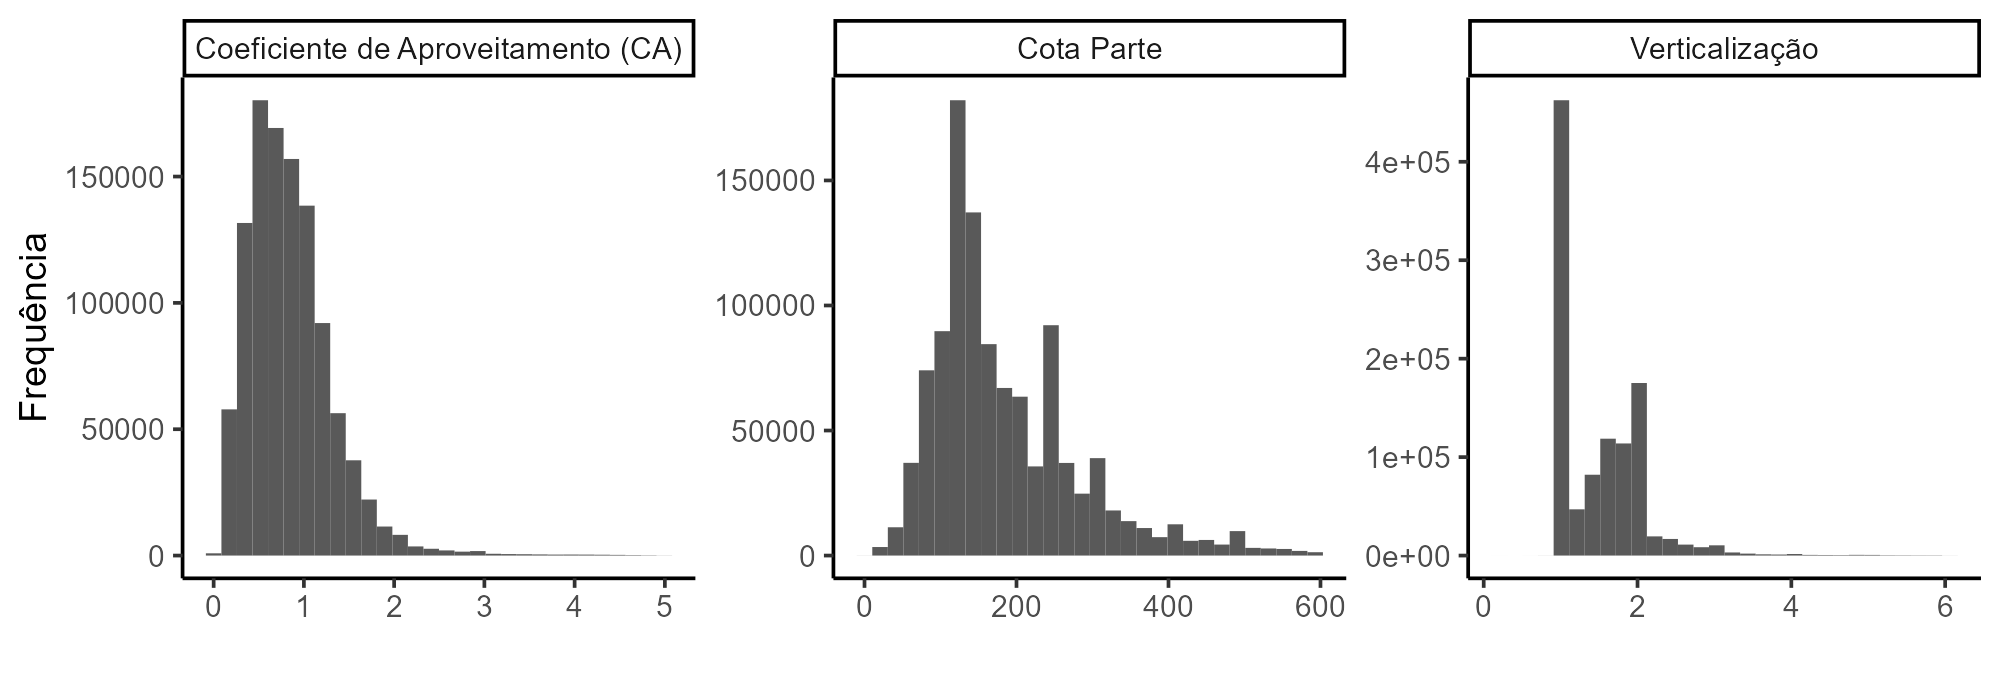 Coeficiente de Aproveitamento (CA)
Cota Parte
Verticalização
Frequência
150000
100000
50000
0
0 1 2 3 4 5
150000
100000
50000
0
0 200 400 600
4e+05
3e+05
2e+05
1e+05
0e+00
0 2 4 6